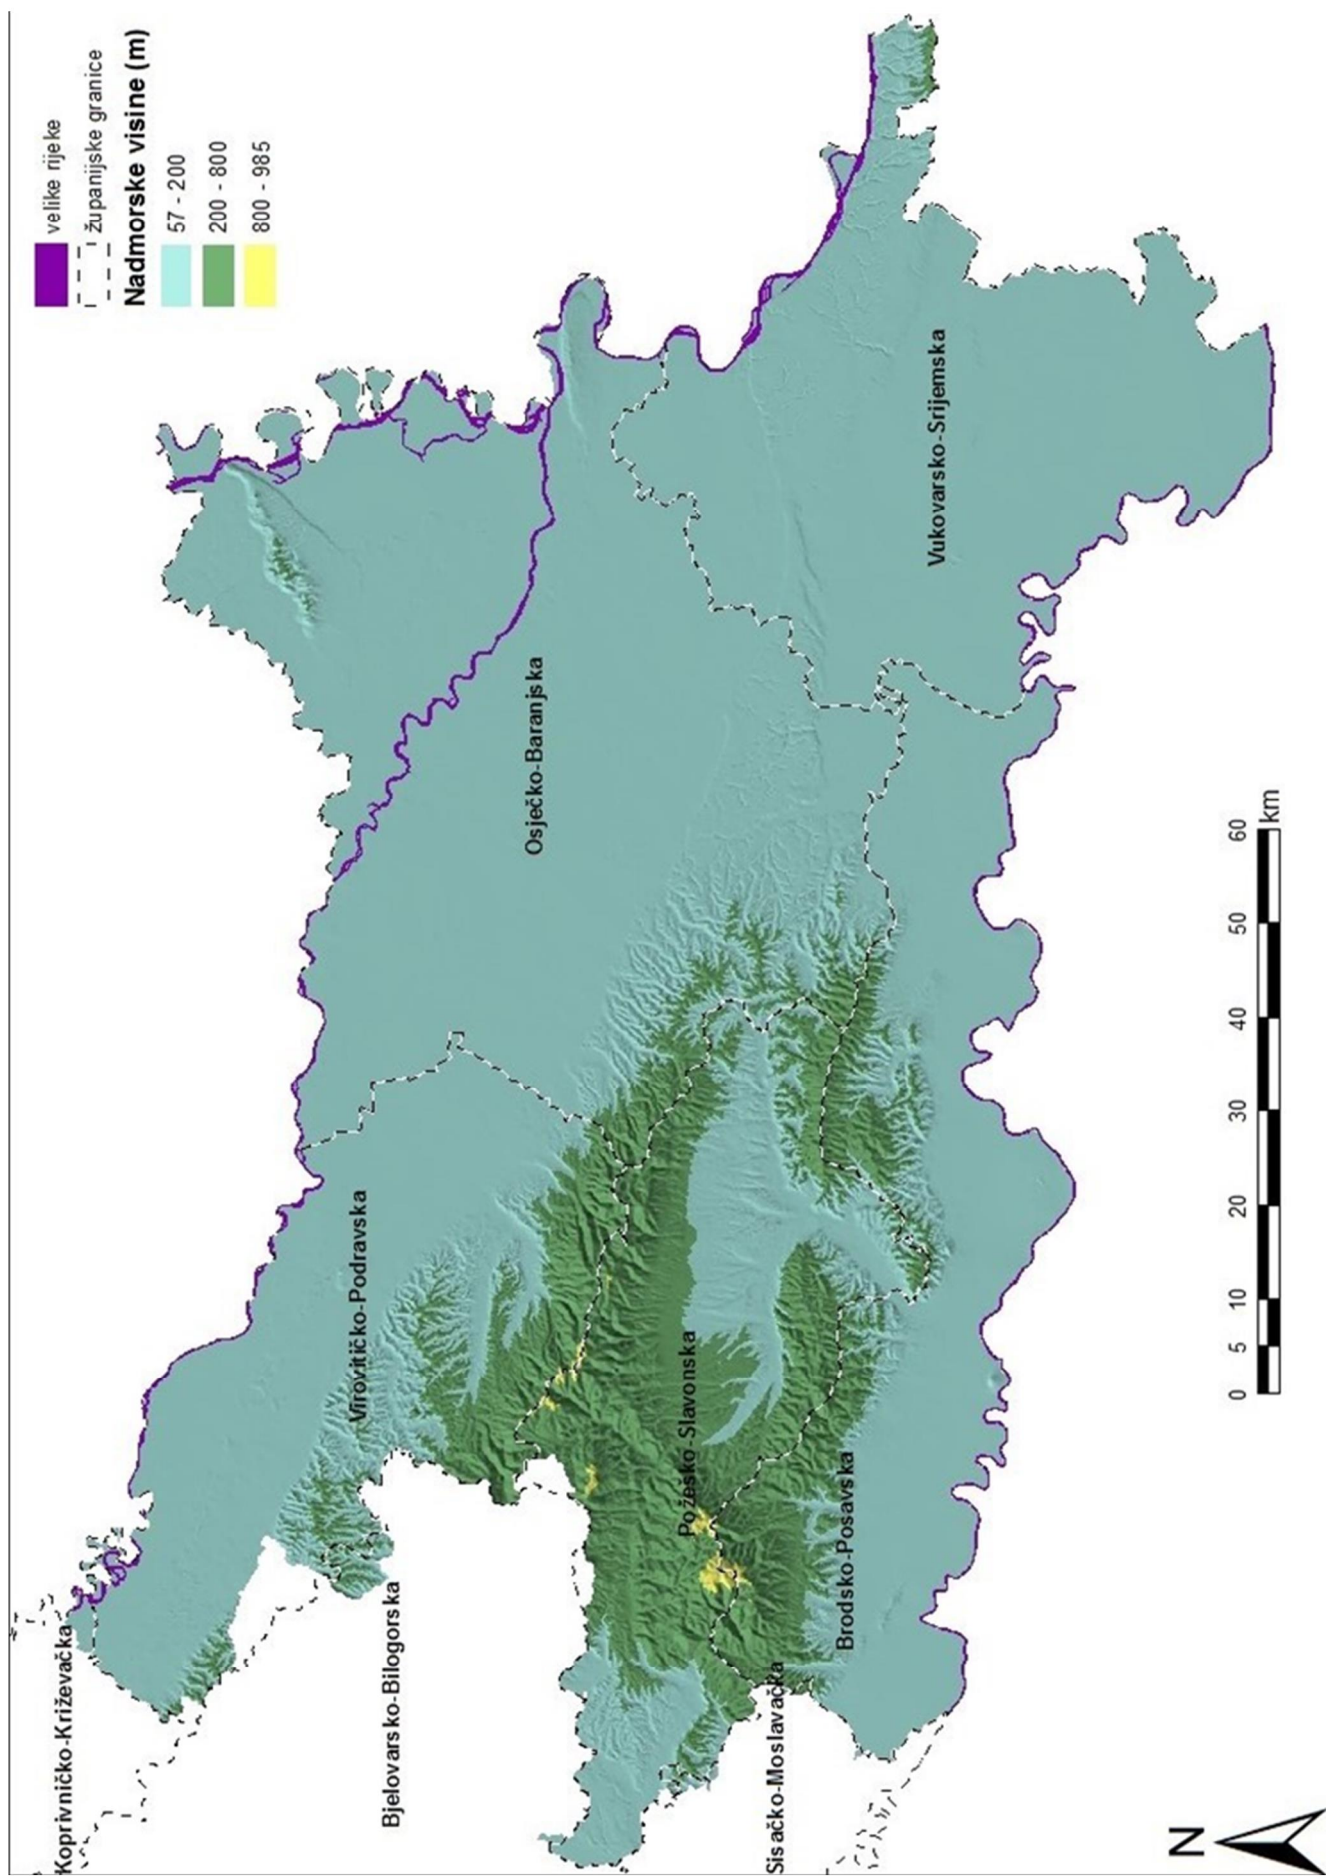 velike rijeke
županijske granice
Nadmorske visine (m)
57 - 200
200 - 800
800 - 985
Koprivničko-Križevačka
Bjelovarsko-Bilogorska
Virovitičko-Podravska
Osječko-Baranjska
Požeško-Slavonska
Vukovarsko-Srijemska
Sisačko-Moslavačka
Brodsko-Posavska
N
0 5 10 20 30 40 50 60
km